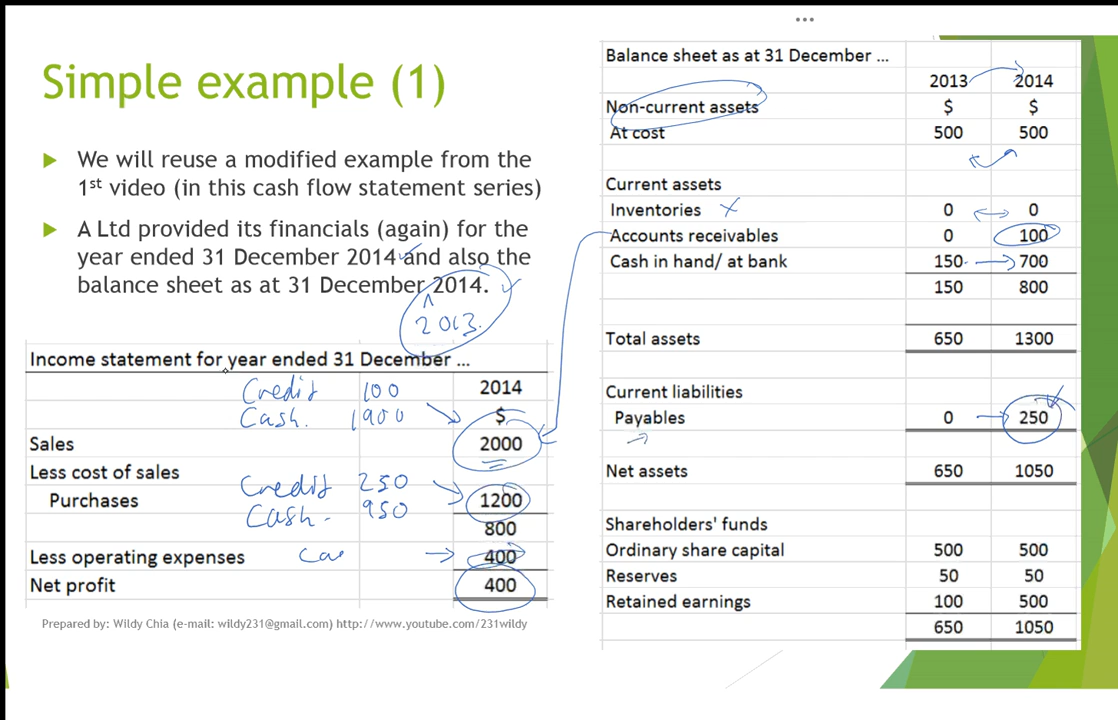 Simple example (1)
▶ We will reuse a modified example from the
1st video (in this cash flow statement series)
▶ A Ltd provided its financials (again) for the
year ended 31 December 2014 and also the
balance sheet as at 31 December 2014.
2013.
Income statement for year ended 31 December ...
Credit 100 2014
Cash. 1900 $
Sales 2000
Less cost of sales
Credit 250
Purchases 1200
Cash. 950
800
Less operating expenses Ca 400
Net profit 400
Prepared by: Wildy Chia (e-mail: wildy231@gmail.com) http://www.youtube.com/231wildy
...
Balance sheet as at 31 December ...
2013 2014
Non-current assets $ $
At cost 500 500
Current assets
Inventories 0 0
Accounts receivables 0 100
Cash in hand/ at bank 150 700
150 800
Total assets 650 1300
Current liabilities
Payables 0 250
Net assets 650 1050
Shareholders' funds
Ordinary share capital 500 500
Reserves 50 50
Retained earnings 100 500
650 1050